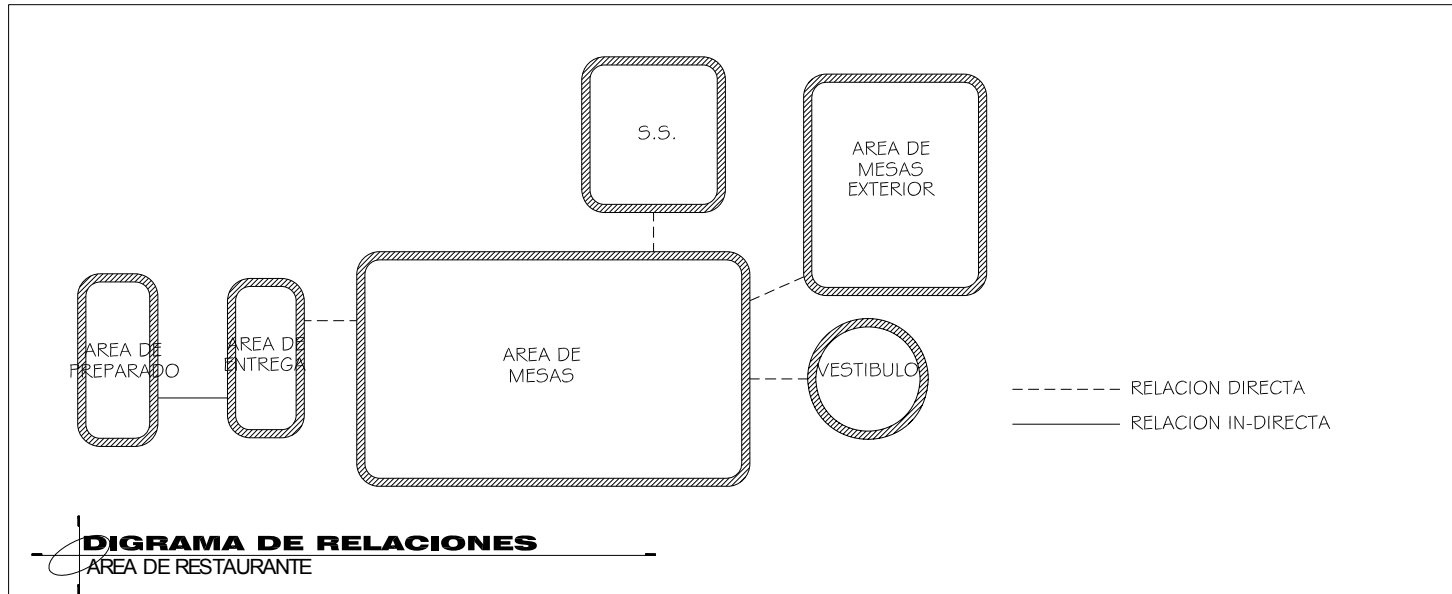 S.S.
AREA DE
MESAS
EXTERIOR
AREA DE
PREPARADO
AREA DE
ENTREGA
AREA DE
MESAS
VESTIBULO
RELACION DIRECTA
RELACION IN-DIRECTA
DIGRAMA DE RELACIONES
AREA DE RESTAURANTE